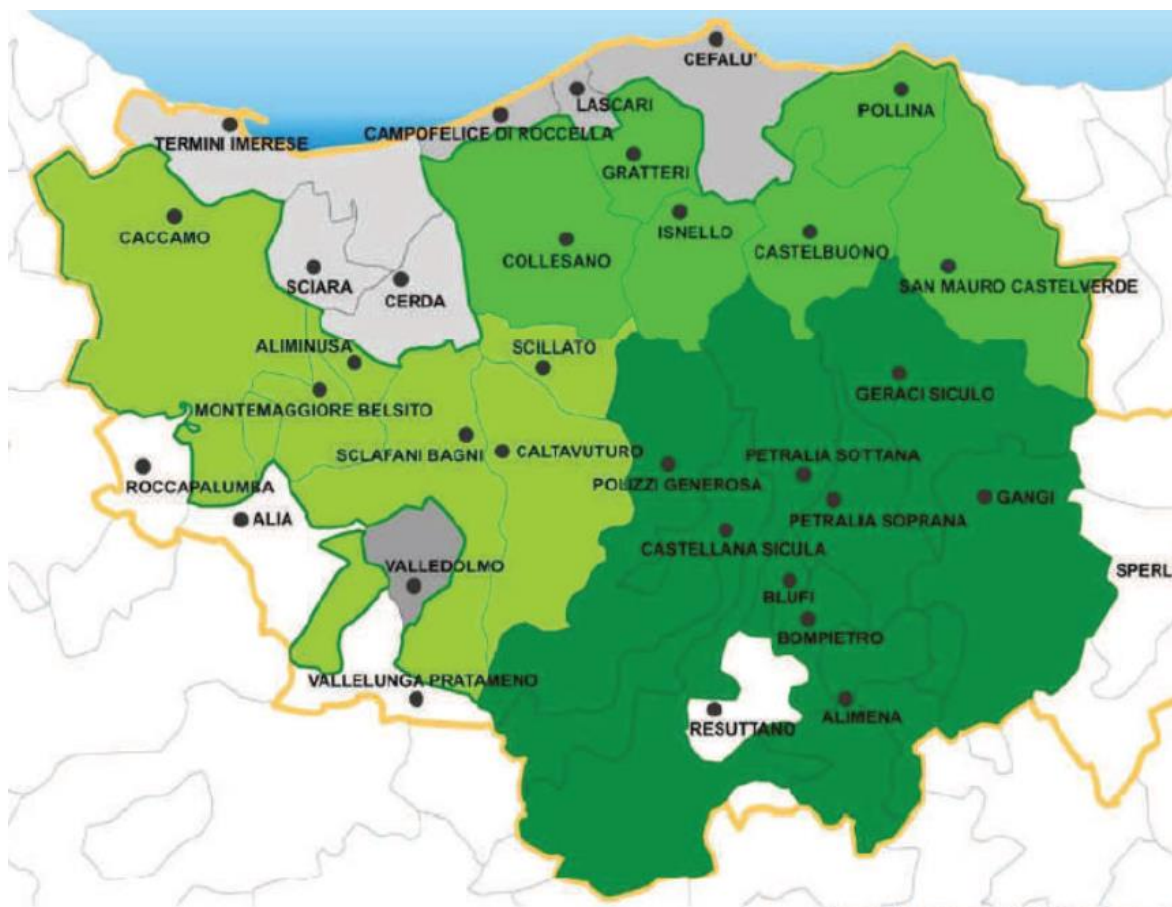 CEFALU'
LASCARI
POLLINA
CAMPOFELICE DI ROCCELLA
TERMINI IMERESE
GRATTERI
CACCAMO
ISNELLO
CASTELBUONO
COLLESANO
SCIARA
CERDA
SAN MAURO CASTELVERDE
ALIMINUSA
SCILLATO
GERACI SICULO
MONTEMAGGIORE BELSITO
SCLAFANI BAGNI
CALTAVUTURO
PETRALIA SOTTANA
POLIZZI GENEROSA
ROCCAPALUMBA
GANGI
PETRALIA SOPRANA
ALIA
CASTELLANA SICULA
VALLEDOLMO
SPERL
BLUFI
BOMPIETRO
VALLELUNGA PRATAMENO
RESUTTANO
ALIMENA